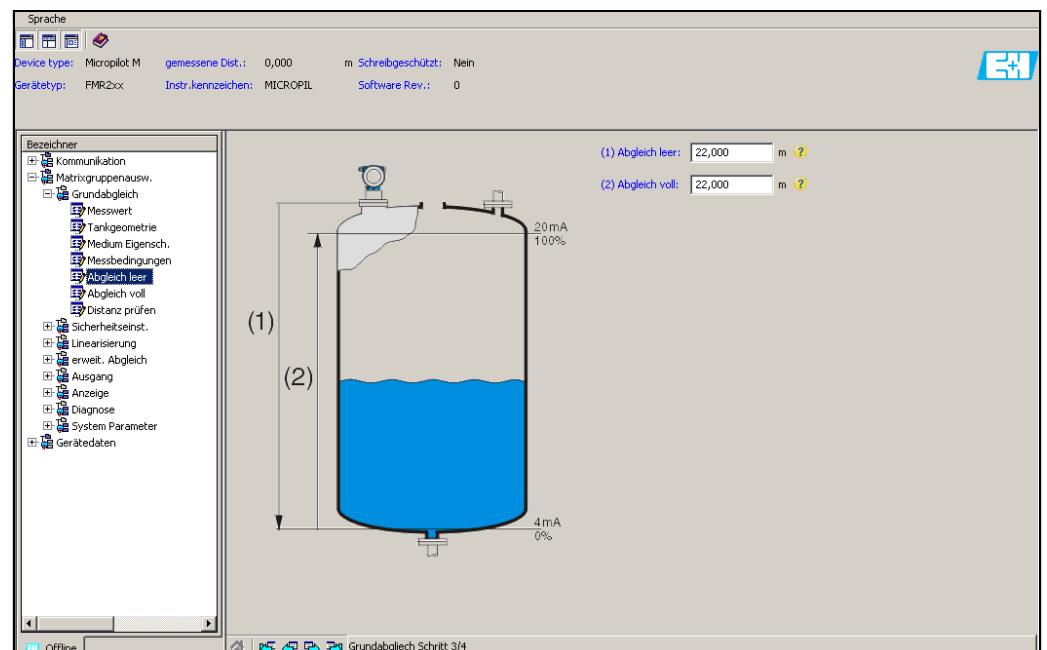 Sprache
Device type: Micropilot M gemessene Dist.: 0,000 m Schreibgeschützt: Nein
Gerätetyp: FMR2xx Instr.kennzeichen: MICROPIL Software Rev.: 0
E+H
Bezeichner
Kommunikation
Matrixgruppenausw.
Grundabgleich
Messwert
Tankgeometrie
Medium Eigensch.
Messbedingungen
Abgleich leer
Abgleich voll
Distanz prüfen
Sicherheitseinst.
Linearisierung
erweit. Abgleich
Ausgang
Anzeige
Diagnose
System Parameter
Gerätedaten
(1) Abgleich leer: 22,000 m ?
(2) Abgleich voll: 22,000 m ?
20mA
100%
(1)
(2)
4mA
0%
Offline
Grundabgliech Schritt 3/4